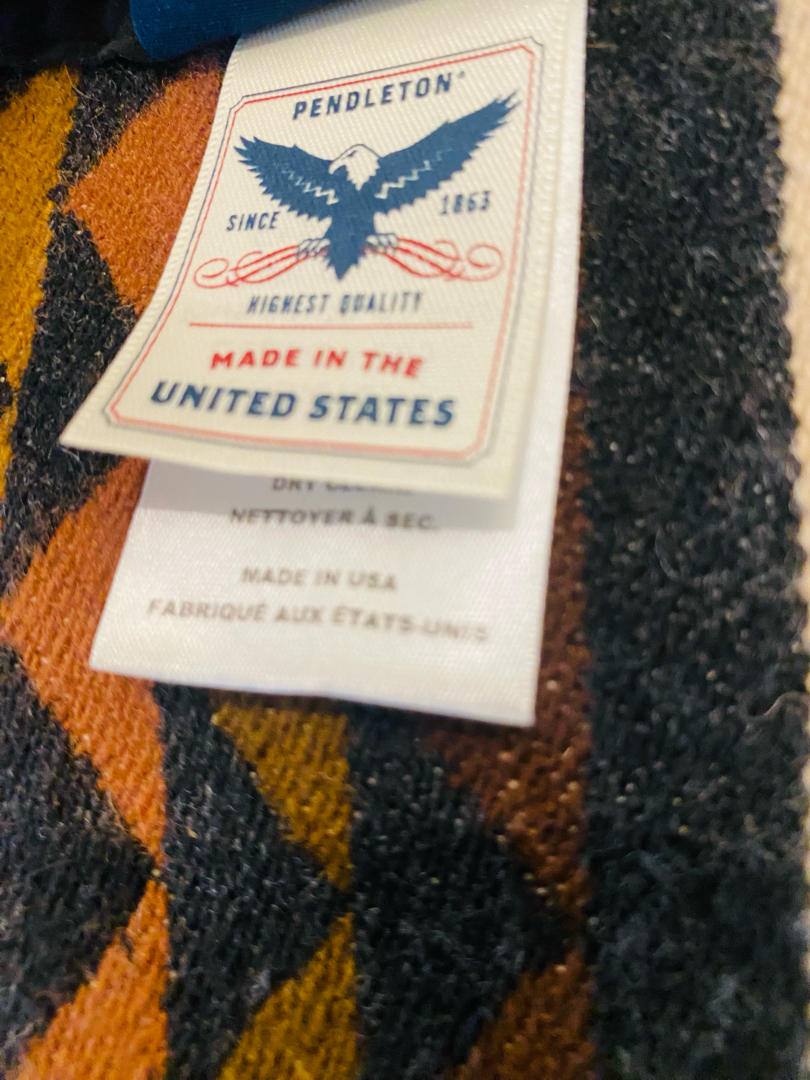 PENDLETON®
SINCE 1863
HIGHEST QUALITY
MADE IN THE
UNITED STATES
DRY
NETTOYER À SEC.
MADE IN USA
FABRIQUÉ AUX ÉTATS-UNIS